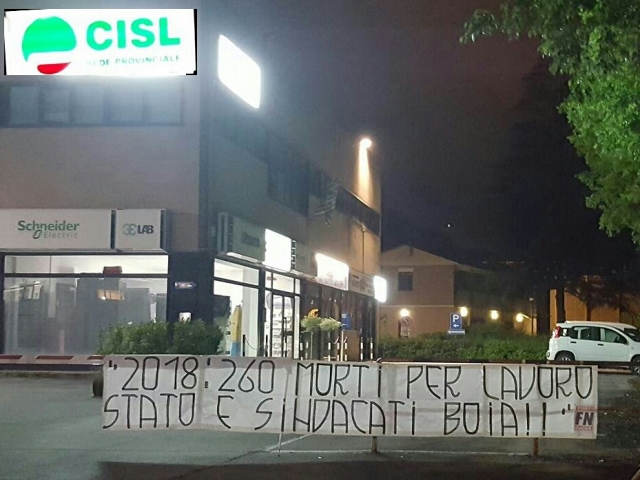 CISL
SEDE PROVINCIALE
Schneider
Electric
LAB
P
"2018: 260 MORTI PER LAVORO
STATO E SINDACATI BOIA!!"
FN